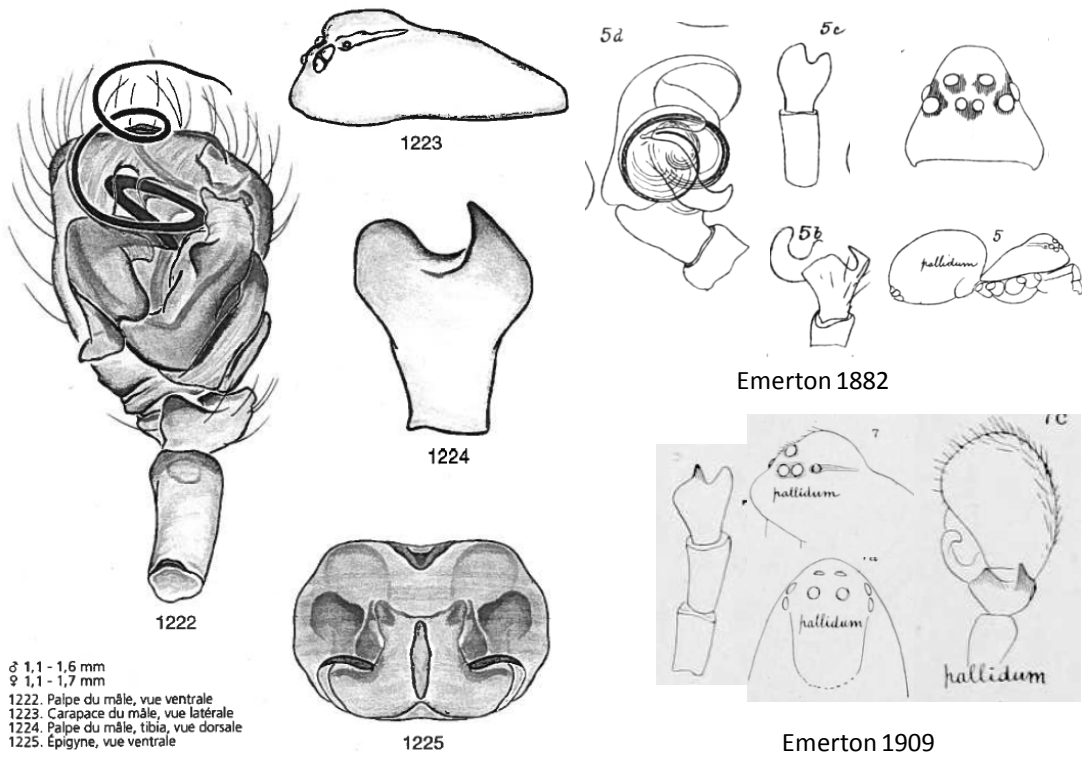 1222
♂ 1,1 - 1,6 mm
♀ 1,1 - 1,7 mm
1222. Palpe du mâle, vue ventrale
1223. Carapace du mâle, vue latérale
1224. Palpe du mâle, tibia, vue dorsale
1225. Épigyne, vue ventrale
1223
1224
1225
5d
5c
5b
5
pallidum
Emerton 1882
7
pallidum
pallidum
7c
pallidum
Emerton 1909